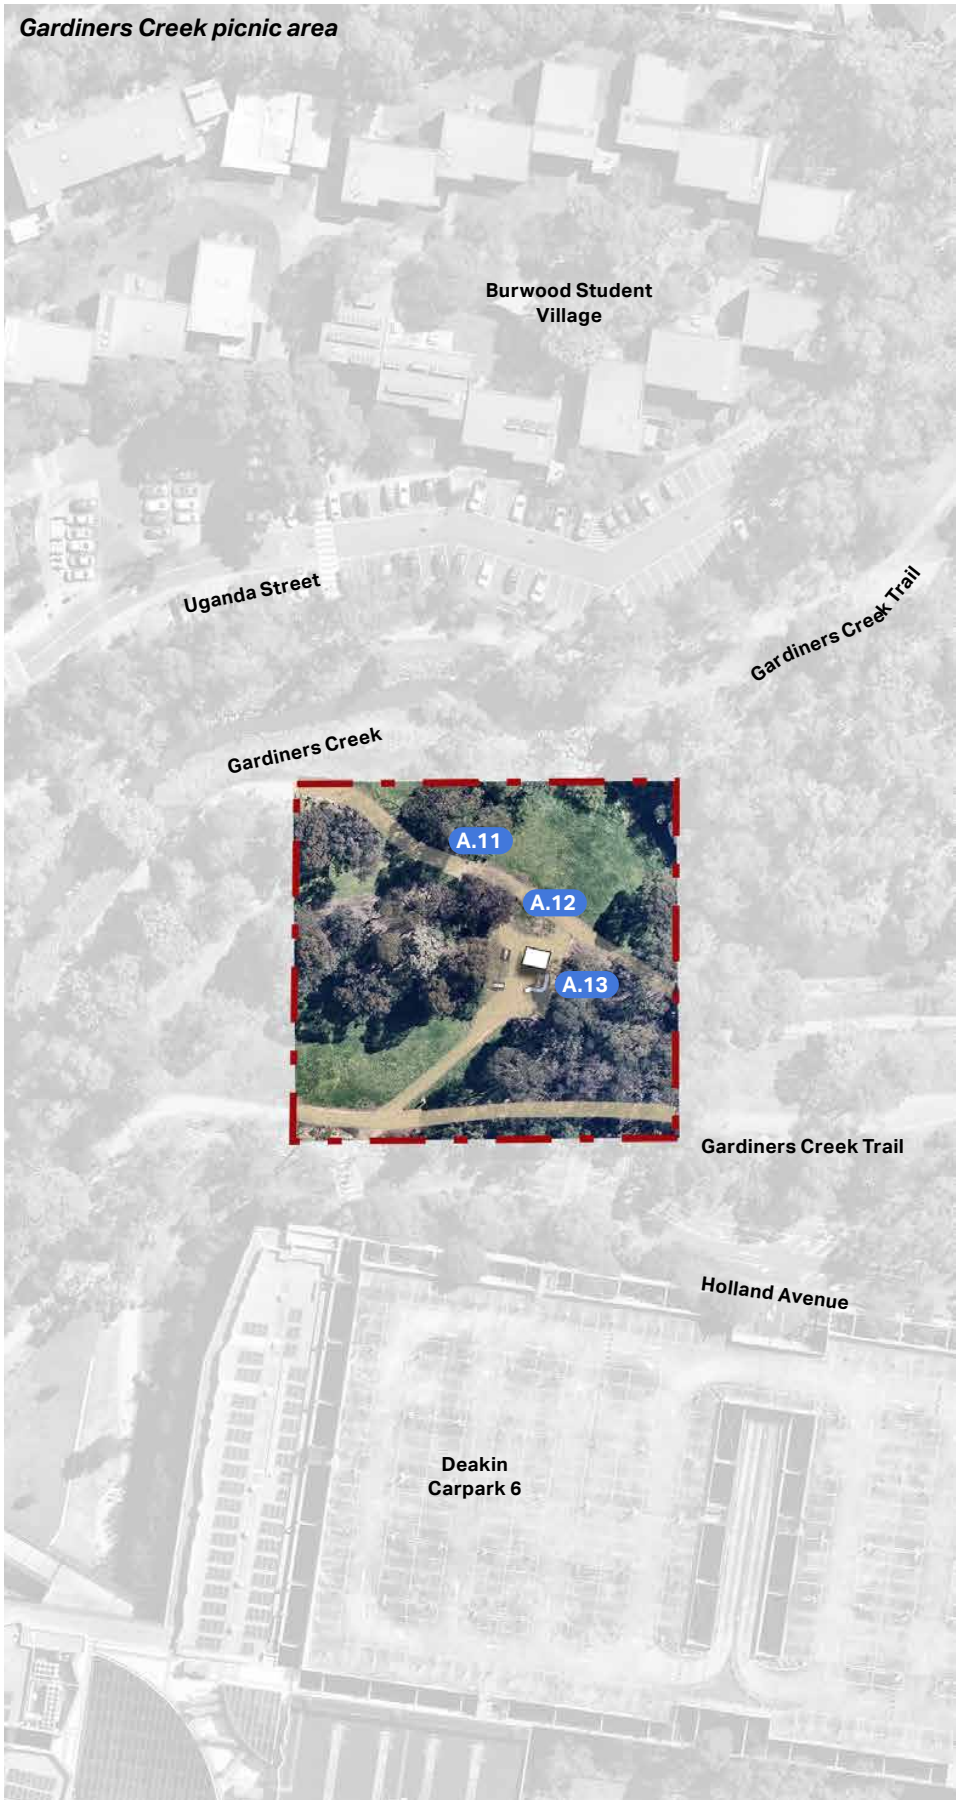 Gardiners Creek picnic area
Burwood Student
Village
Uganda Street
Gardiners Creek Trail
Gardiners Creek
A.11
A.12
A.13
Gardiners Creek Trail
Holland Avenue
Deakin
Carpark 6